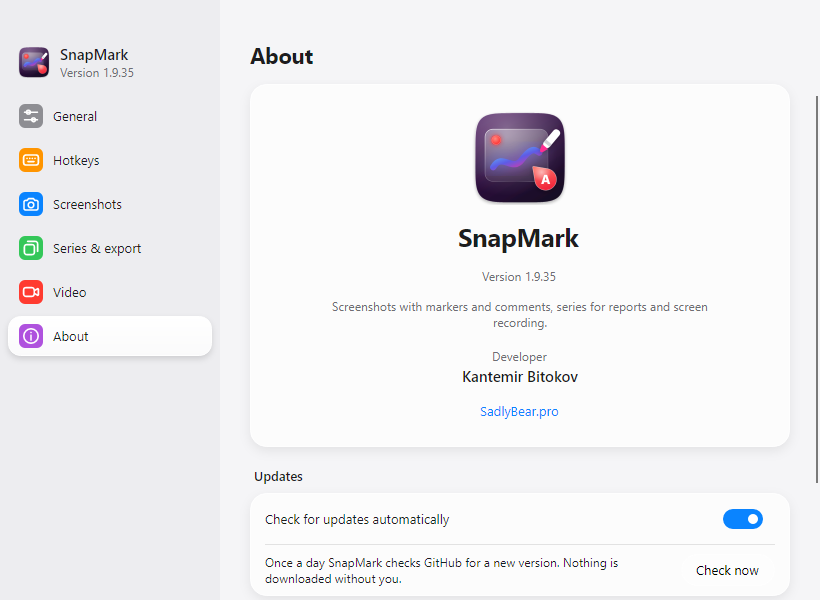 SnapMark
Version 1.9.35
General
Hotkeys
Screenshots
Series & export
Video
About
About
A
SnapMark
Version 1.9.35
Screenshots with markers and comments, series for reports and screen
recording.
Developer
Kantemir Bitokov
SadlyBear.pro
Updates
Check for updates automatically
Once a day SnapMark checks GitHub for a new version. Nothing is
downloaded without you.
Check now